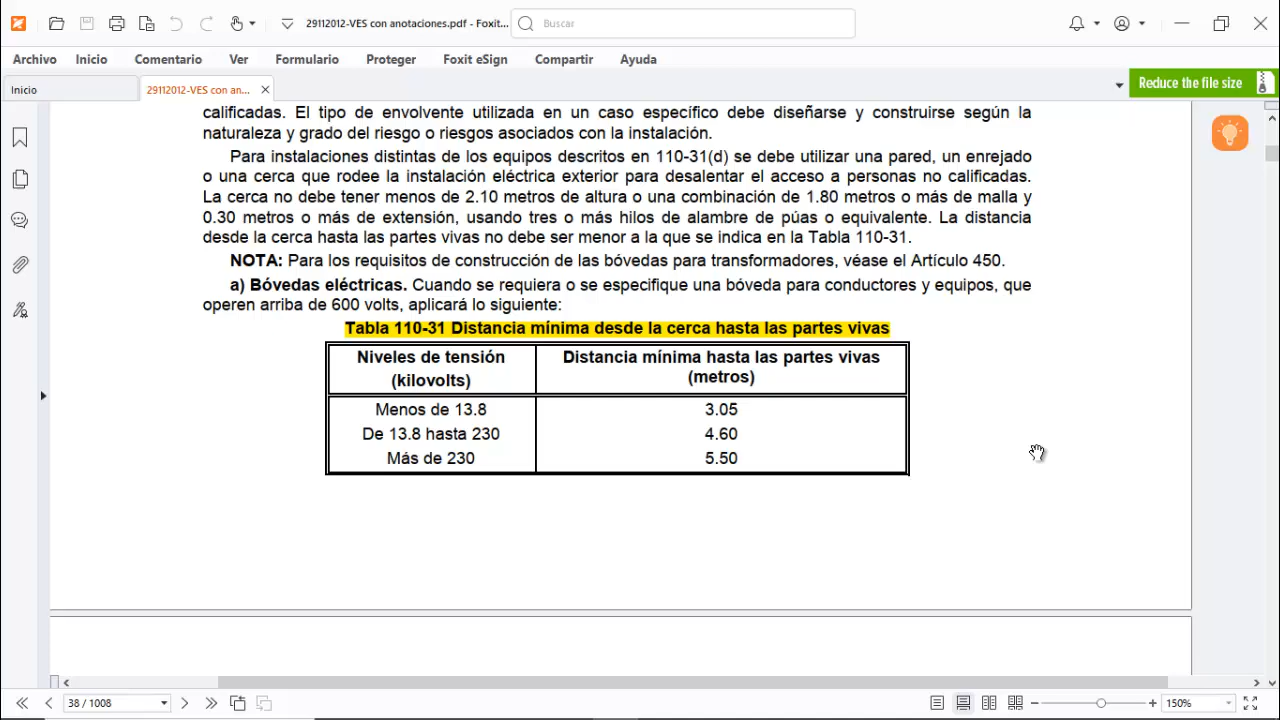 29112012-VES con anotaciones.pdf - Foxit...
Buscar
Archivo Inicio Comentario Ver Formulario Proteger Foxit eSign Compartir Ayuda
Inicio
29112012-VES con an...
Reduce the file size
calificadas. El tipo de envolvente utilizada en un caso específico debe diseñarse y construirse según la
naturaleza y grado del riesgo o riesgos asociados con la instalación.
Para instalaciones distintas de los equipos descritos en 110-31(d) se debe utilizar una pared, un enrejado
o una cerca que rodee la instalación eléctrica exterior para desalentar el acceso a personas no calificadas.
La cerca no debe tener menos de 2.10 metros de altura o una combinación de 1.80 metros o más de malla y
0.30 metros o más de extensión, usando tres o más hilos de alambre de púas o equivalente. La distancia
desde la cerca hasta las partes vivas no debe ser menor a la que se indica en la Tabla 110-31.
NOTA: Para los requisitos de construcción de las bóvedas para transformadores, véase el Artículo 450.
a) Bóvedas eléctricas. Cuando se requiera o se especifique una bóveda para conductores y equipos, que
operen arriba de 600 volts, aplicará lo siguiente:
Tabla 110-31 Distancia mínima desde la cerca hasta las partes vivas
Niveles de tensión
(kilovolts)
Distancia mínima hasta las partes vivas
(metros)
Menos de 13.8 3.05
De 13.8 hasta 230 4.60
Más de 230 5.50
38 / 1008
150%